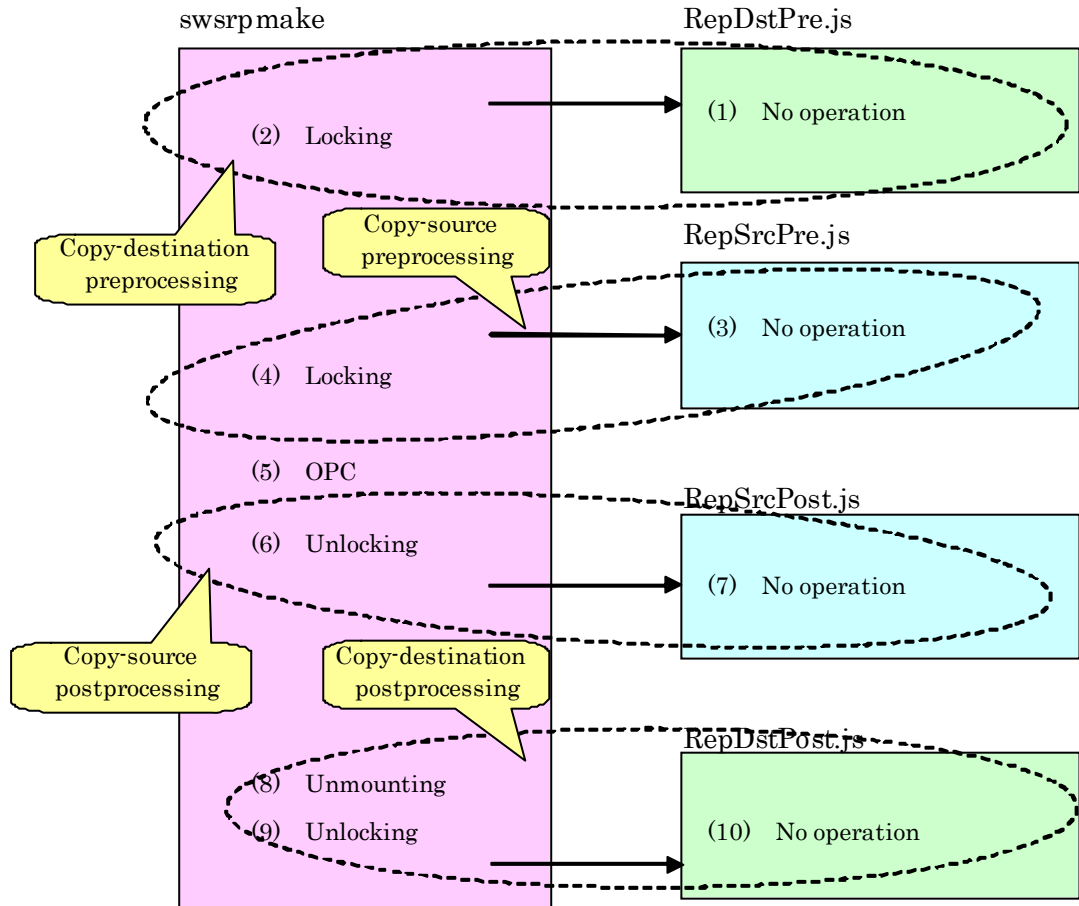 swsrpmake
RepDstPre.js
(1) No operation
(2) Locking
Copy-destination
preprocessing
Copy-source
preprocessing
RepSrcPre.js
(3) No operation
(4) Locking
(5) OPC
RepSrcPost.js
(6) Unlocking
(7) No operation
Copy-source
postprocessing
Copy-destination
postprocessing
RepDstPost.js
(8) Unmounting
(9) Unlocking
(10) No operation